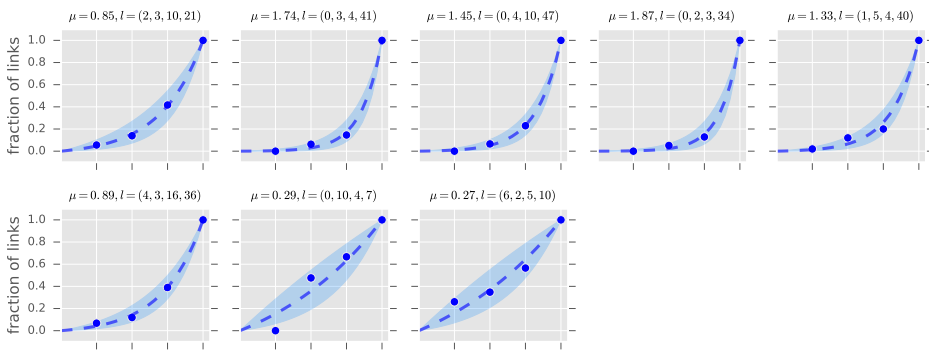 μ = 0.85, l = (2, 3, 10, 21)
μ = 1.74, l = (0, 3, 4, 41)
μ = 1.45, l = (0, 4, 10, 47)
μ = 1.87, l = (0, 2, 3, 34)
μ = 1.33, l = (1, 5, 4, 40)
fraction of links
1.0
0.8
0.6
0.4
0.2
0.0
μ = 0.89, l = (4, 3, 16, 36)
μ = 0.29, l = (0, 10, 4, 7)
μ = 0.27, l = (6, 2, 5, 10)
fraction of links
1.0
0.8
0.6
0.4
0.2
0.0